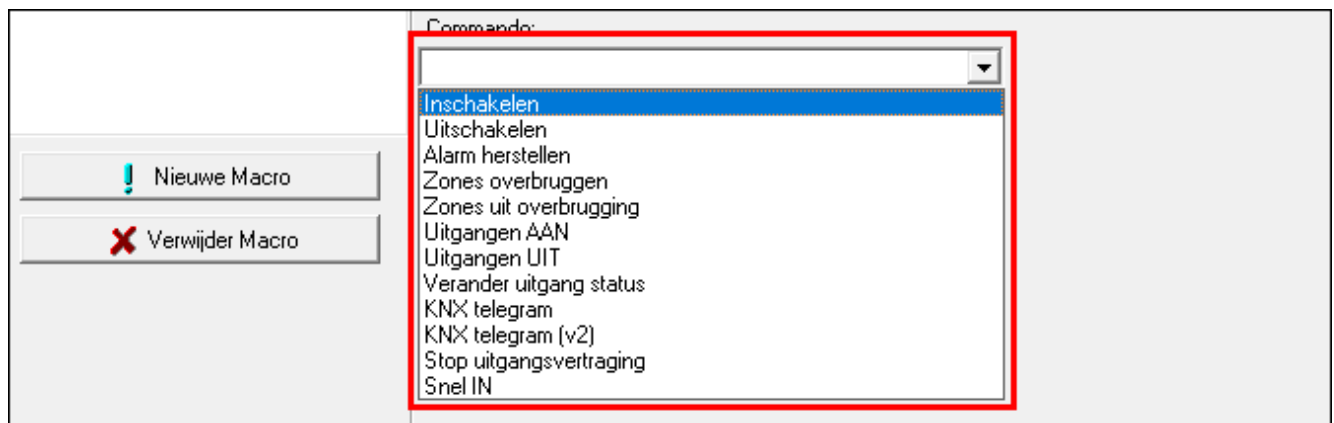 Commando:
Inschakelen
Uitschakelen
Alarm herstellen
Zones overbruggen
Zones uit overbrugging
Uitgangen AAN
Uitgangen UIT
Verander uitgang status
KNX telegram
KNX telegram (v2)
Stop uitgangsvertraging
Snel IN
Nieuwe Macro
Verwijder Macro